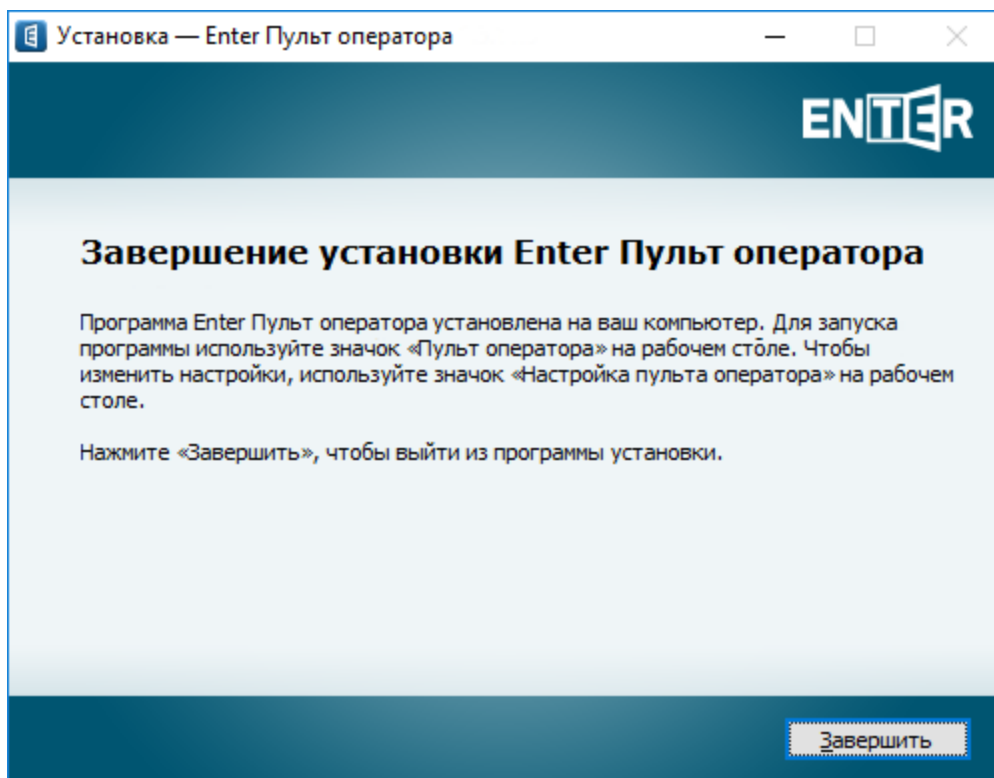 Установка — Enter Пульт оператора
ENTER
Завершение установки Enter Пульт оператора
Программа Enter Пульт оператора установлена на ваш компьютер. Для запуска
программы используйте значок «Пульт оператора» на рабочем столе. Чтобы
изменить настройки, используйте значок «Настройка пульта оператора» на рабочем
столе.
Нажмите «Завершить», чтобы выйти из программы установки.
Завершить